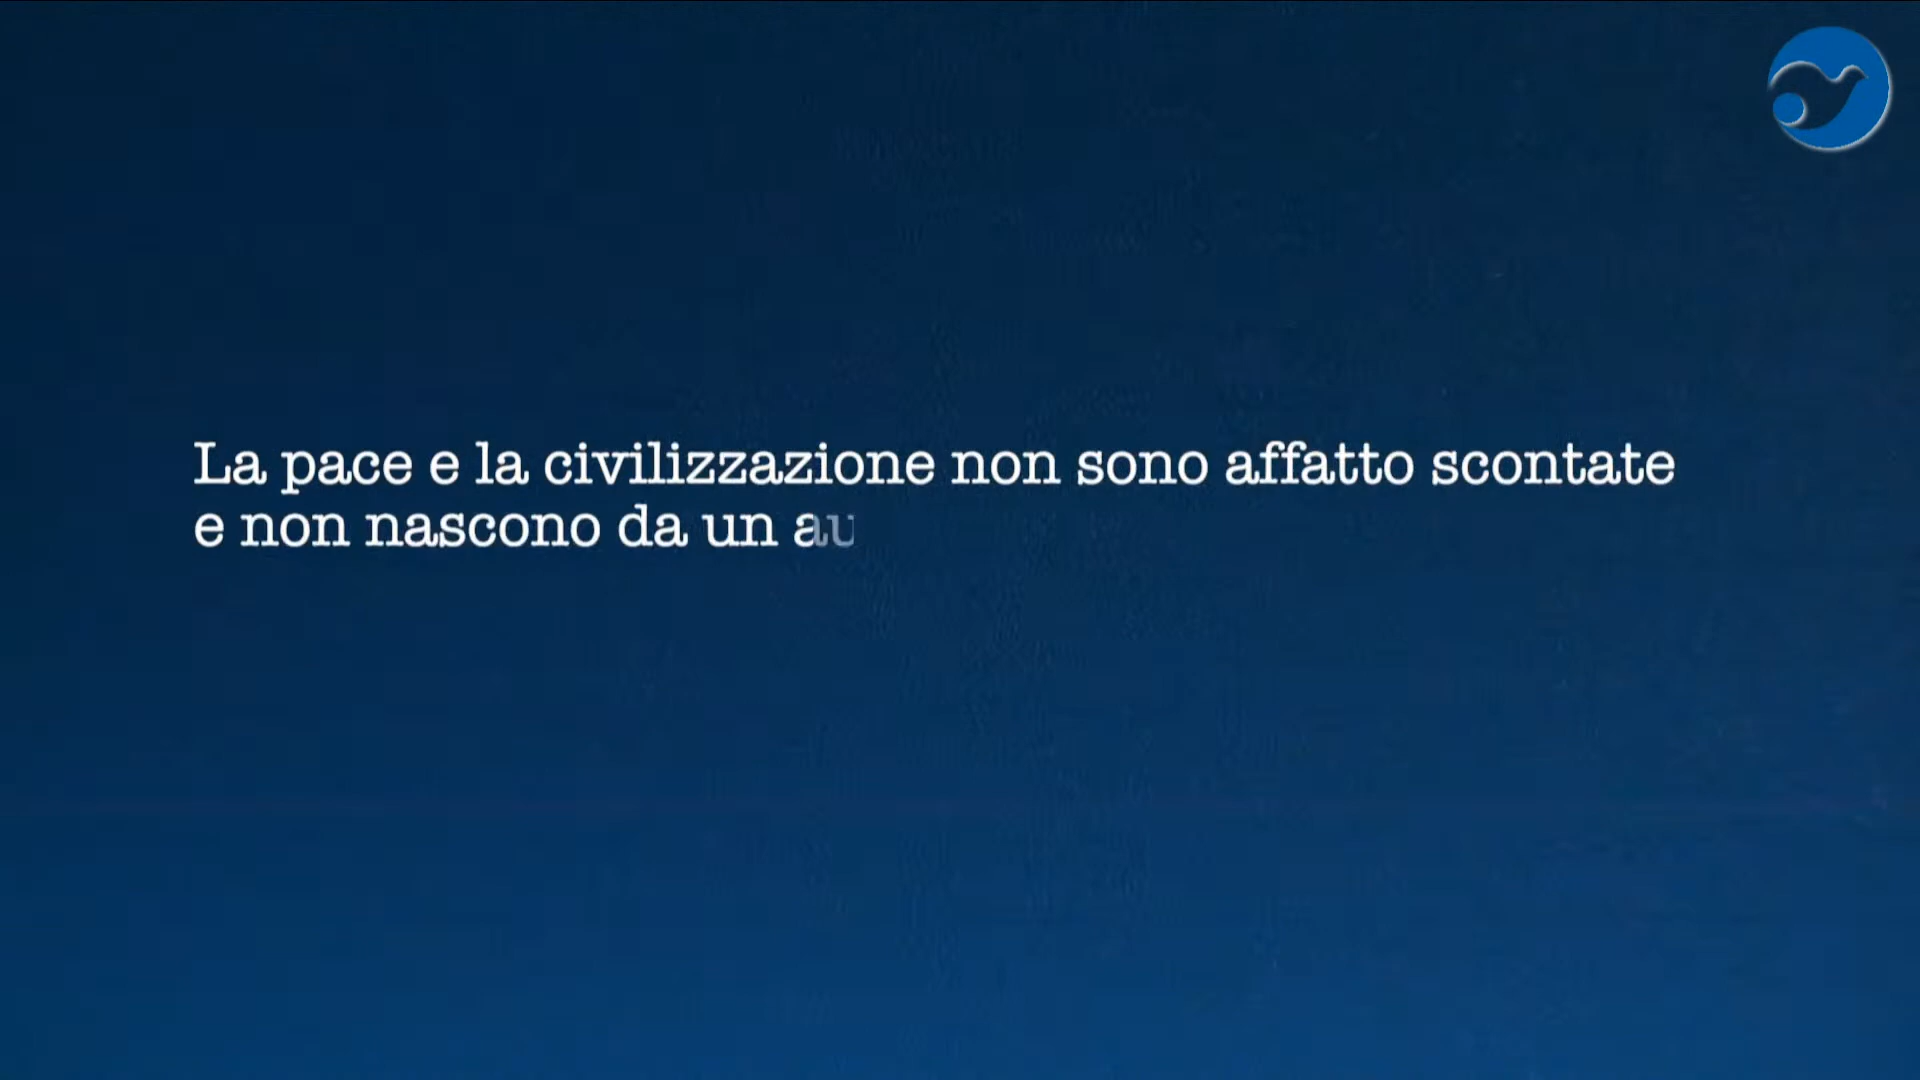 La pace e la civilizzazione non sono affatto scontate
e non nascono da un au